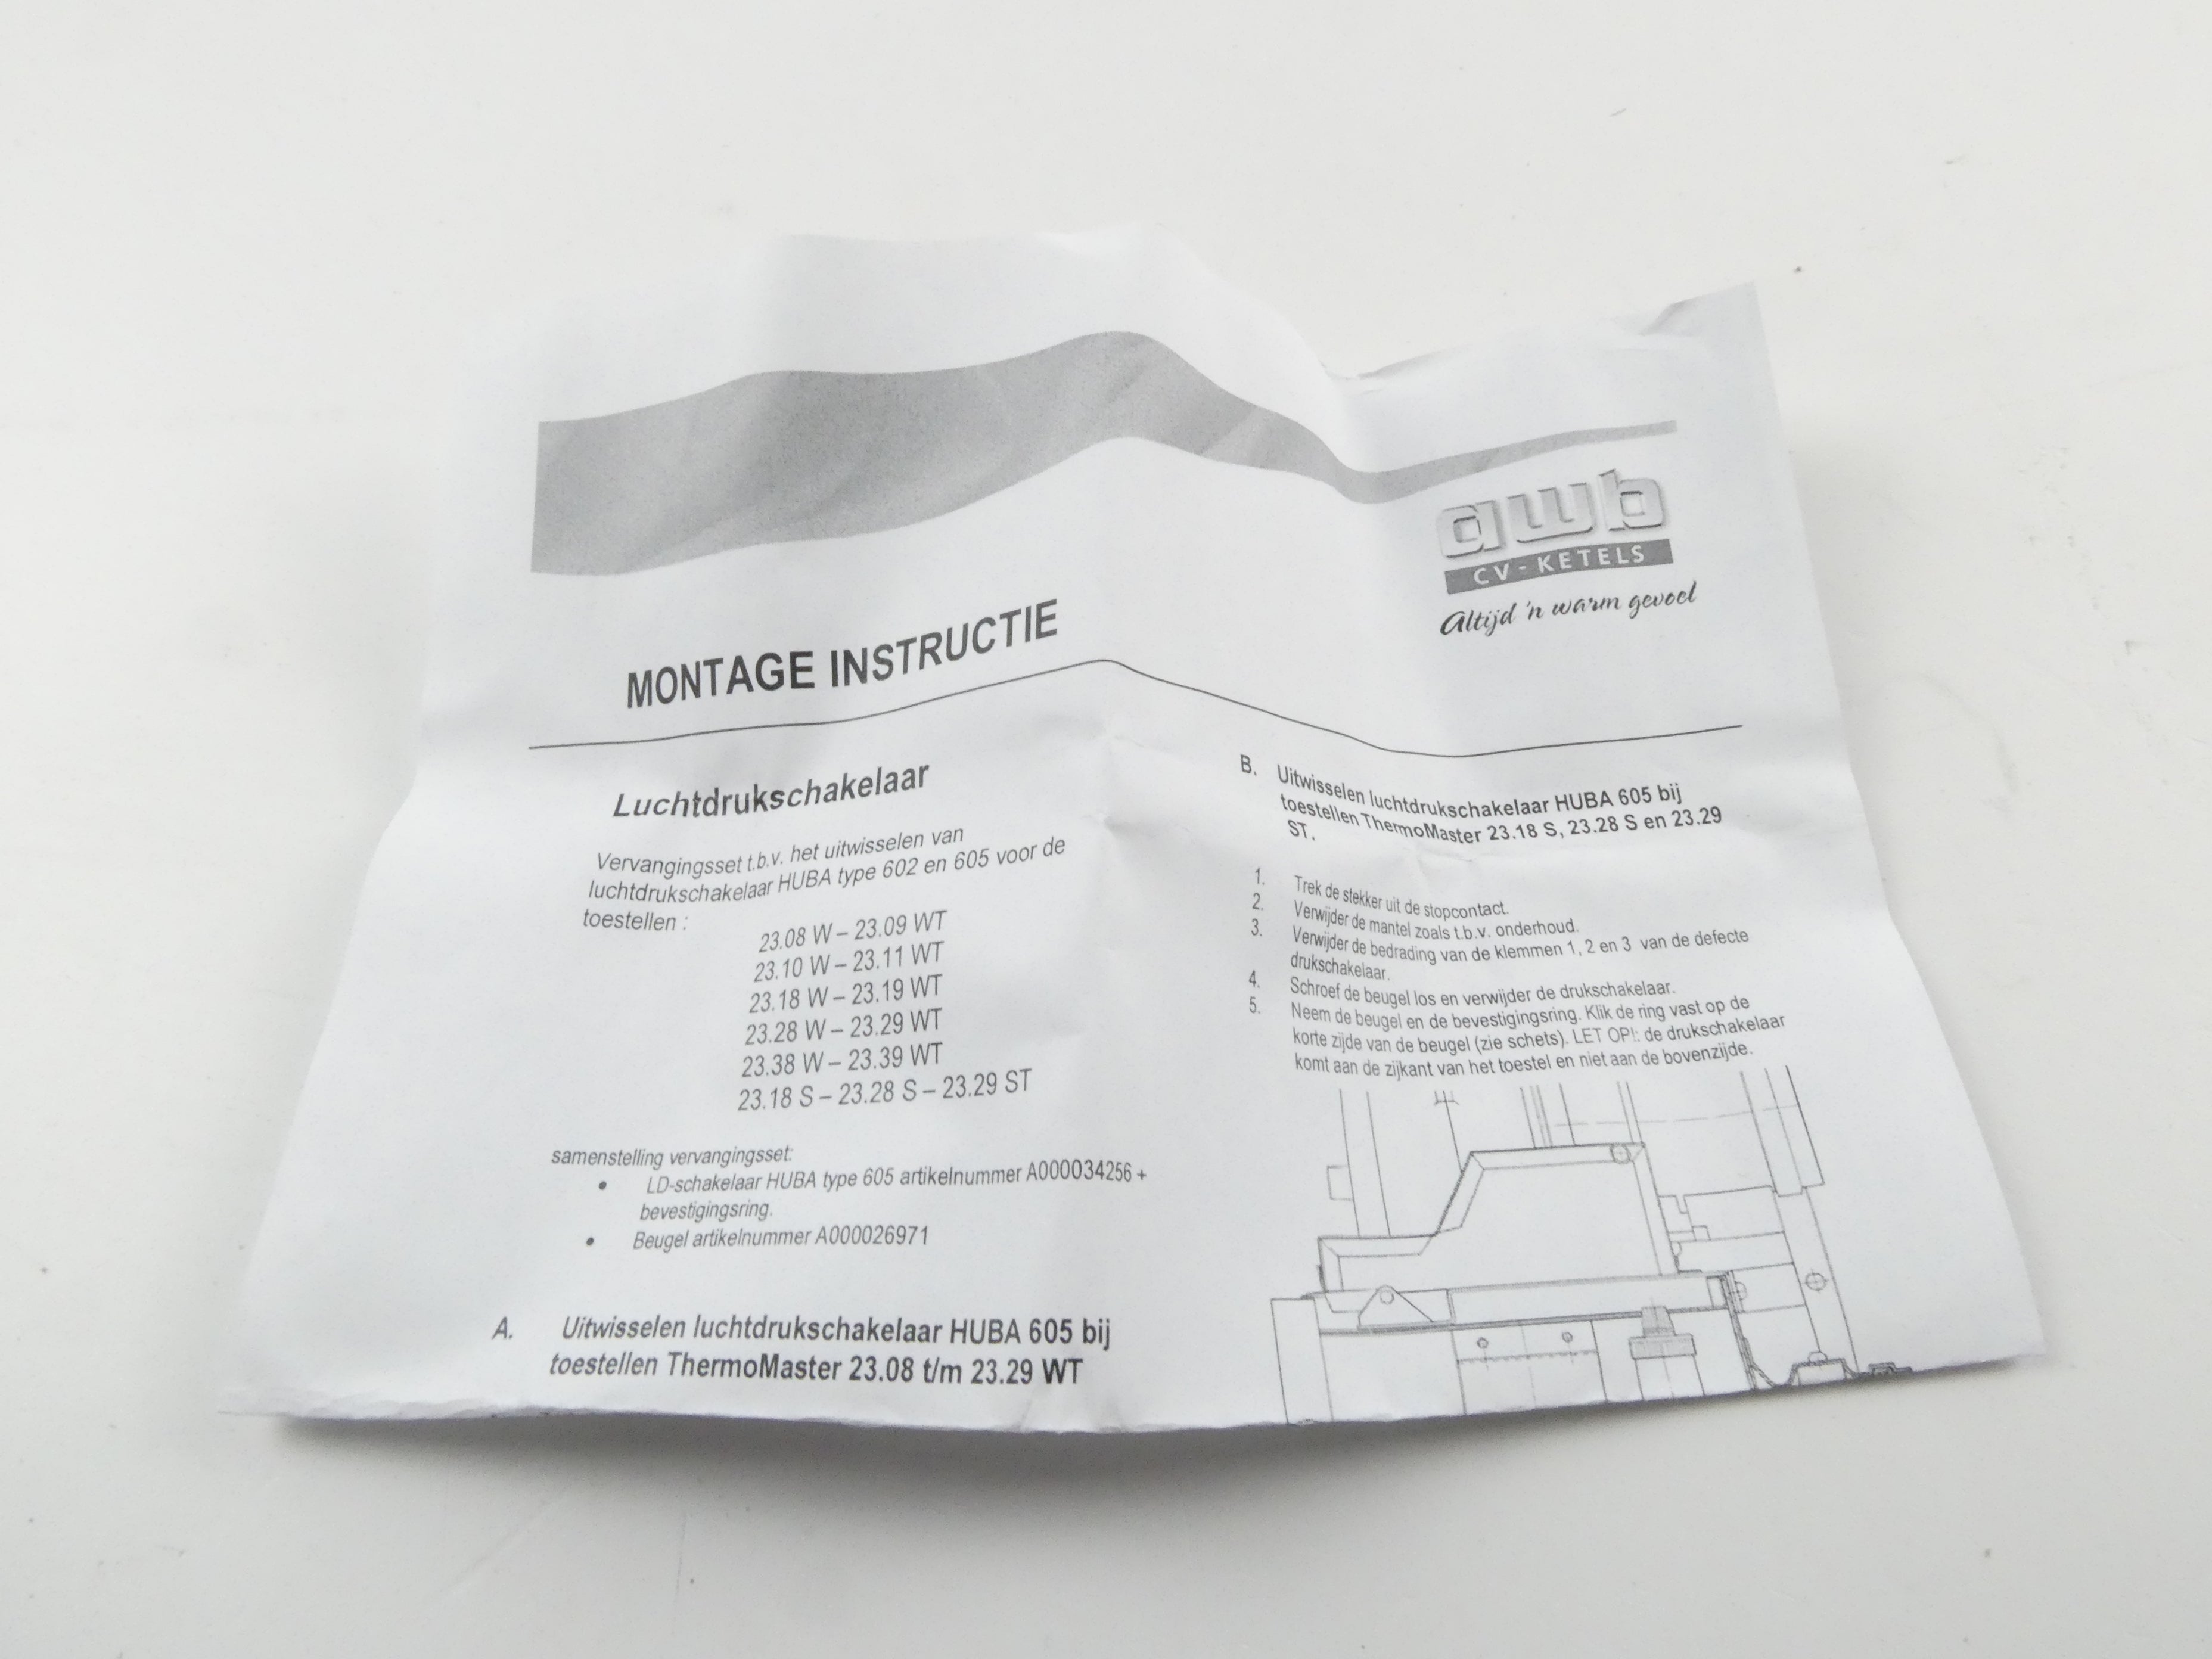 awb
CV-KETELS
Altijd 'n warm gevoel
MONTAGE INSTRUCTIE
Luchtdrukschakelaar
Vervangingsset t.b.v. het uitwisselen van
luchtdrukschakelaar HUBA type 602 en 605 voor de
toestellen :
23.08 W – 23.09 WT
23.10 W – 23.11 WT
23.18 W – 23.19 WT
23.28 W – 23.29 WT
23.38 W – 23.39 WT
23.18 S – 23.28 S – 23.29 ST
samenstelling vervangingsset:
• LD-schakelaar HUBA type 605 artikelnummer A000034256 +
bevestigingsring.
• Beugel artikelnummer A000026971
A. Uitwisselen luchtdrukschakelaar HUBA 605 bij
toestellen ThermoMaster 23.08 t/m 23.29 WT
B. Uitwisselen luchtdrukschakelaar HUBA 605 bij
toestellen ThermoMaster 23.18 S, 23.28 S en 23.29
ST.
1. Trek de stekker uit de stopcontact.
2. Verwijder de mantel zoals t.b.v. onderhoud.
3. Verwijder de bedrading van de klemmen 1, 2 en 3 van de defecte
drukschakelaar.
4. Schroef de beugel los en verwijder de drukschakelaar.
5. Neem de beugel en de bevestigingsring. Klik de ring vast op de
korte zijde van de beugel (zie schets). LET OP!: de drukschakelaar
komt aan de zijkant van het toestel en niet aan de bovenzijde.